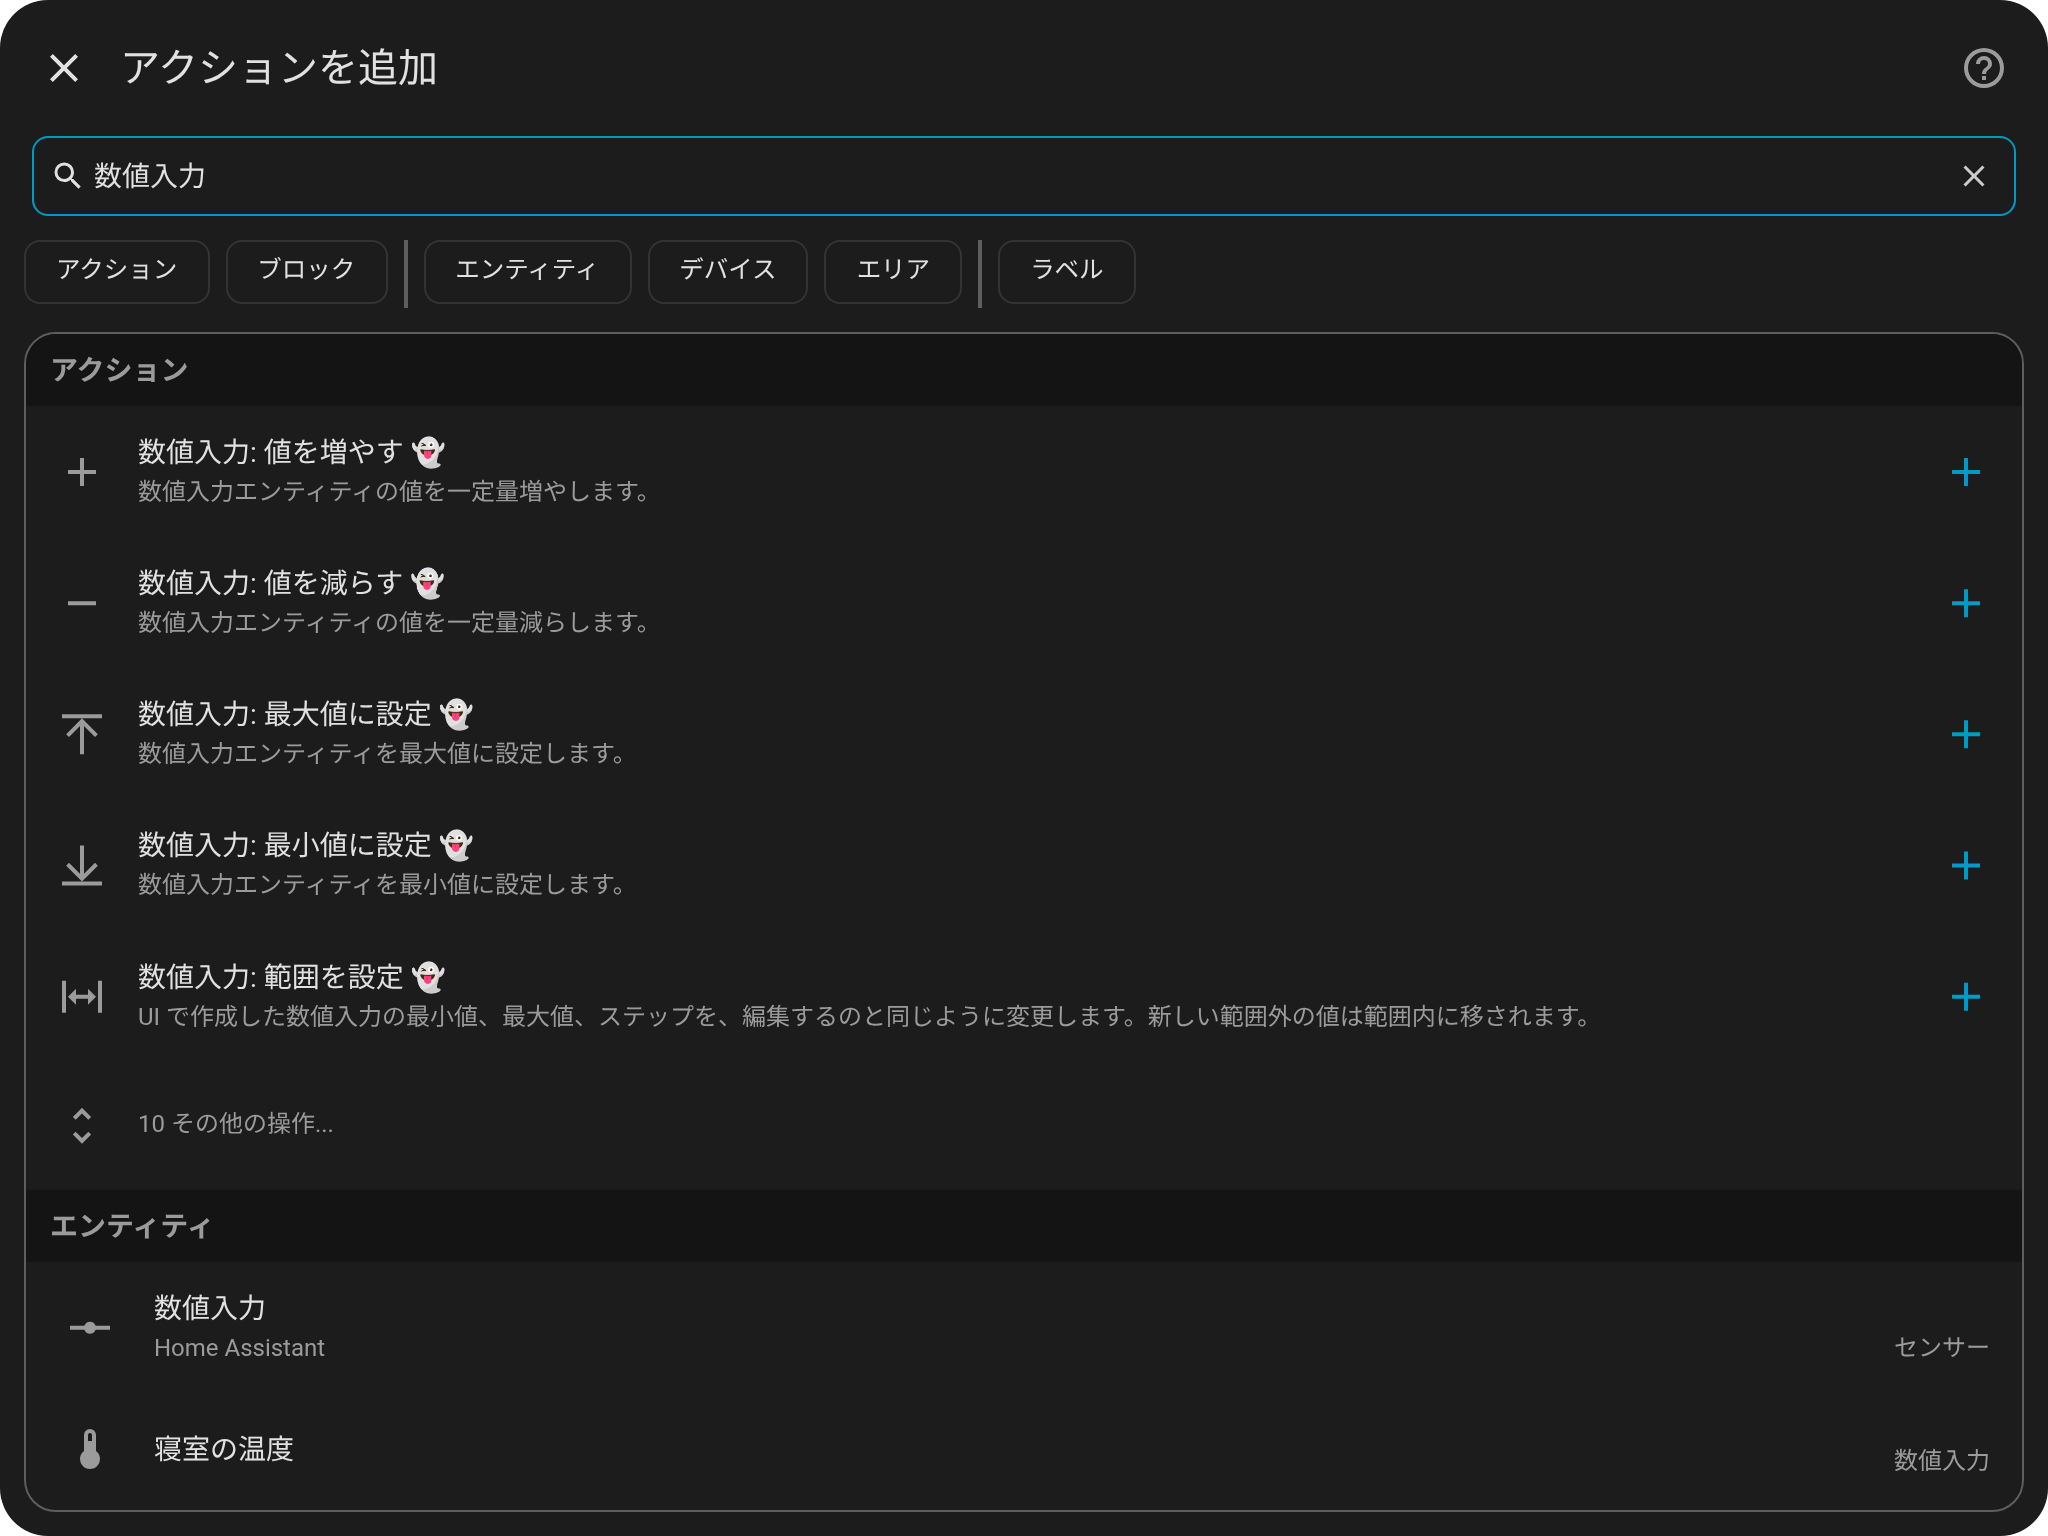 アクションを追加
数値入力
アクション
ブロック
エンティティ
デバイス
エリア
ラベル
アクション
数値入力: 値を増やす 👻
数値入力エンティティの値を一定量増やします。
数値入力: 値を減らす 👻
数値入力エンティティの値を一定量減らします。
数値入力: 最大値に設定 👻
数値入力エンティティを最大値に設定します。
数値入力: 最小値に設定 👻
数値入力エンティティを最小値に設定します。
数値入力: 範囲を設定 👻
UI で作成した数値入力の最小値、最大値、ステップを、編集するのと同じように変更します。新しい範囲外の値は範囲内に移されます。
10 その他の操作...
エンティティ
数値入力
Home Assistant
センサー
寝室の温度
数値入力